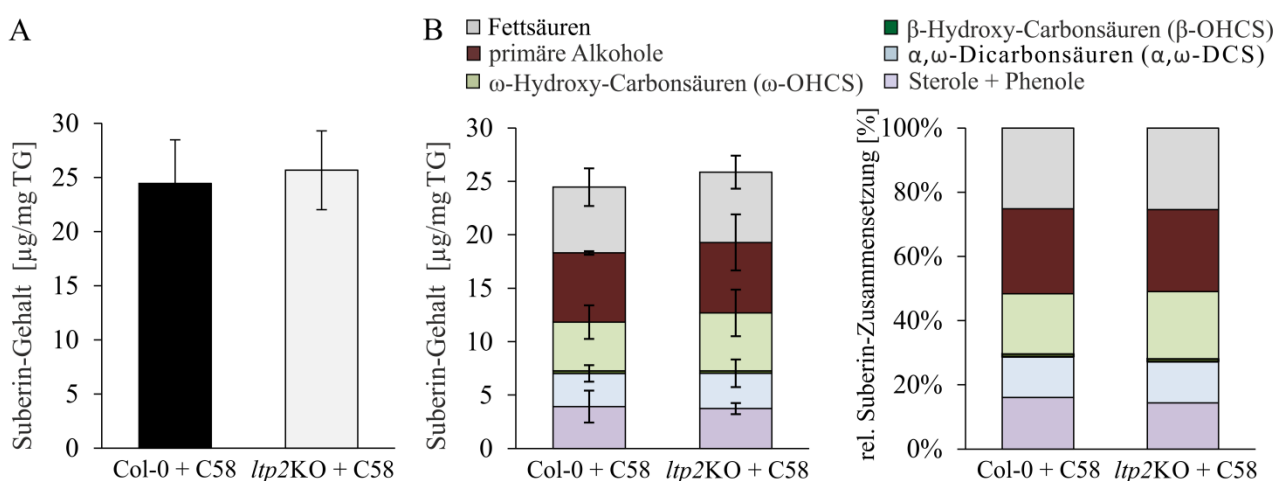 A
B
Fettsäuren
primäre Alkohole
ω-Hydroxy-Carbonsäuren (ω-OHCS)
β-Hydroxy-Carbonsäuren (β-OHCS)
α,ω-Dicarbonsäuren (α,ω-DCS)
Sterole + Phenole
Suberin-Gehalt [µg/mg TG]
30
25
20
15
10
5
0
Col-0 + C58
ltp2KO + C58
Suberin-Gehalt [µg/mg TG]
30
25
20
15
10
5
0
Col-0 + C58
ltp2KO + C58
rel. Suberin-Zusammensetzung [%]
100%
80%
60%
40%
20%
0%
Col-0 + C58
ltp2KO + C58